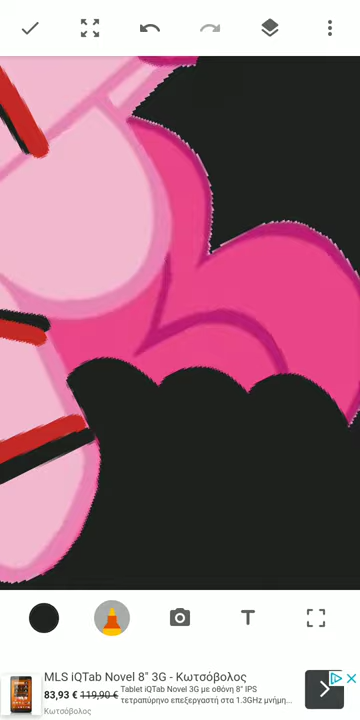 T
MLS iQTab Novel 8" 3G - Κωτσόβολος
83,93 € 119,90 € Tablet iQTab Novel 3G με οθόνη 8" IPS
τετραπύρηνο επεξεργαστή στα 1.3GHz μνήμη...
Κωτσόβολος